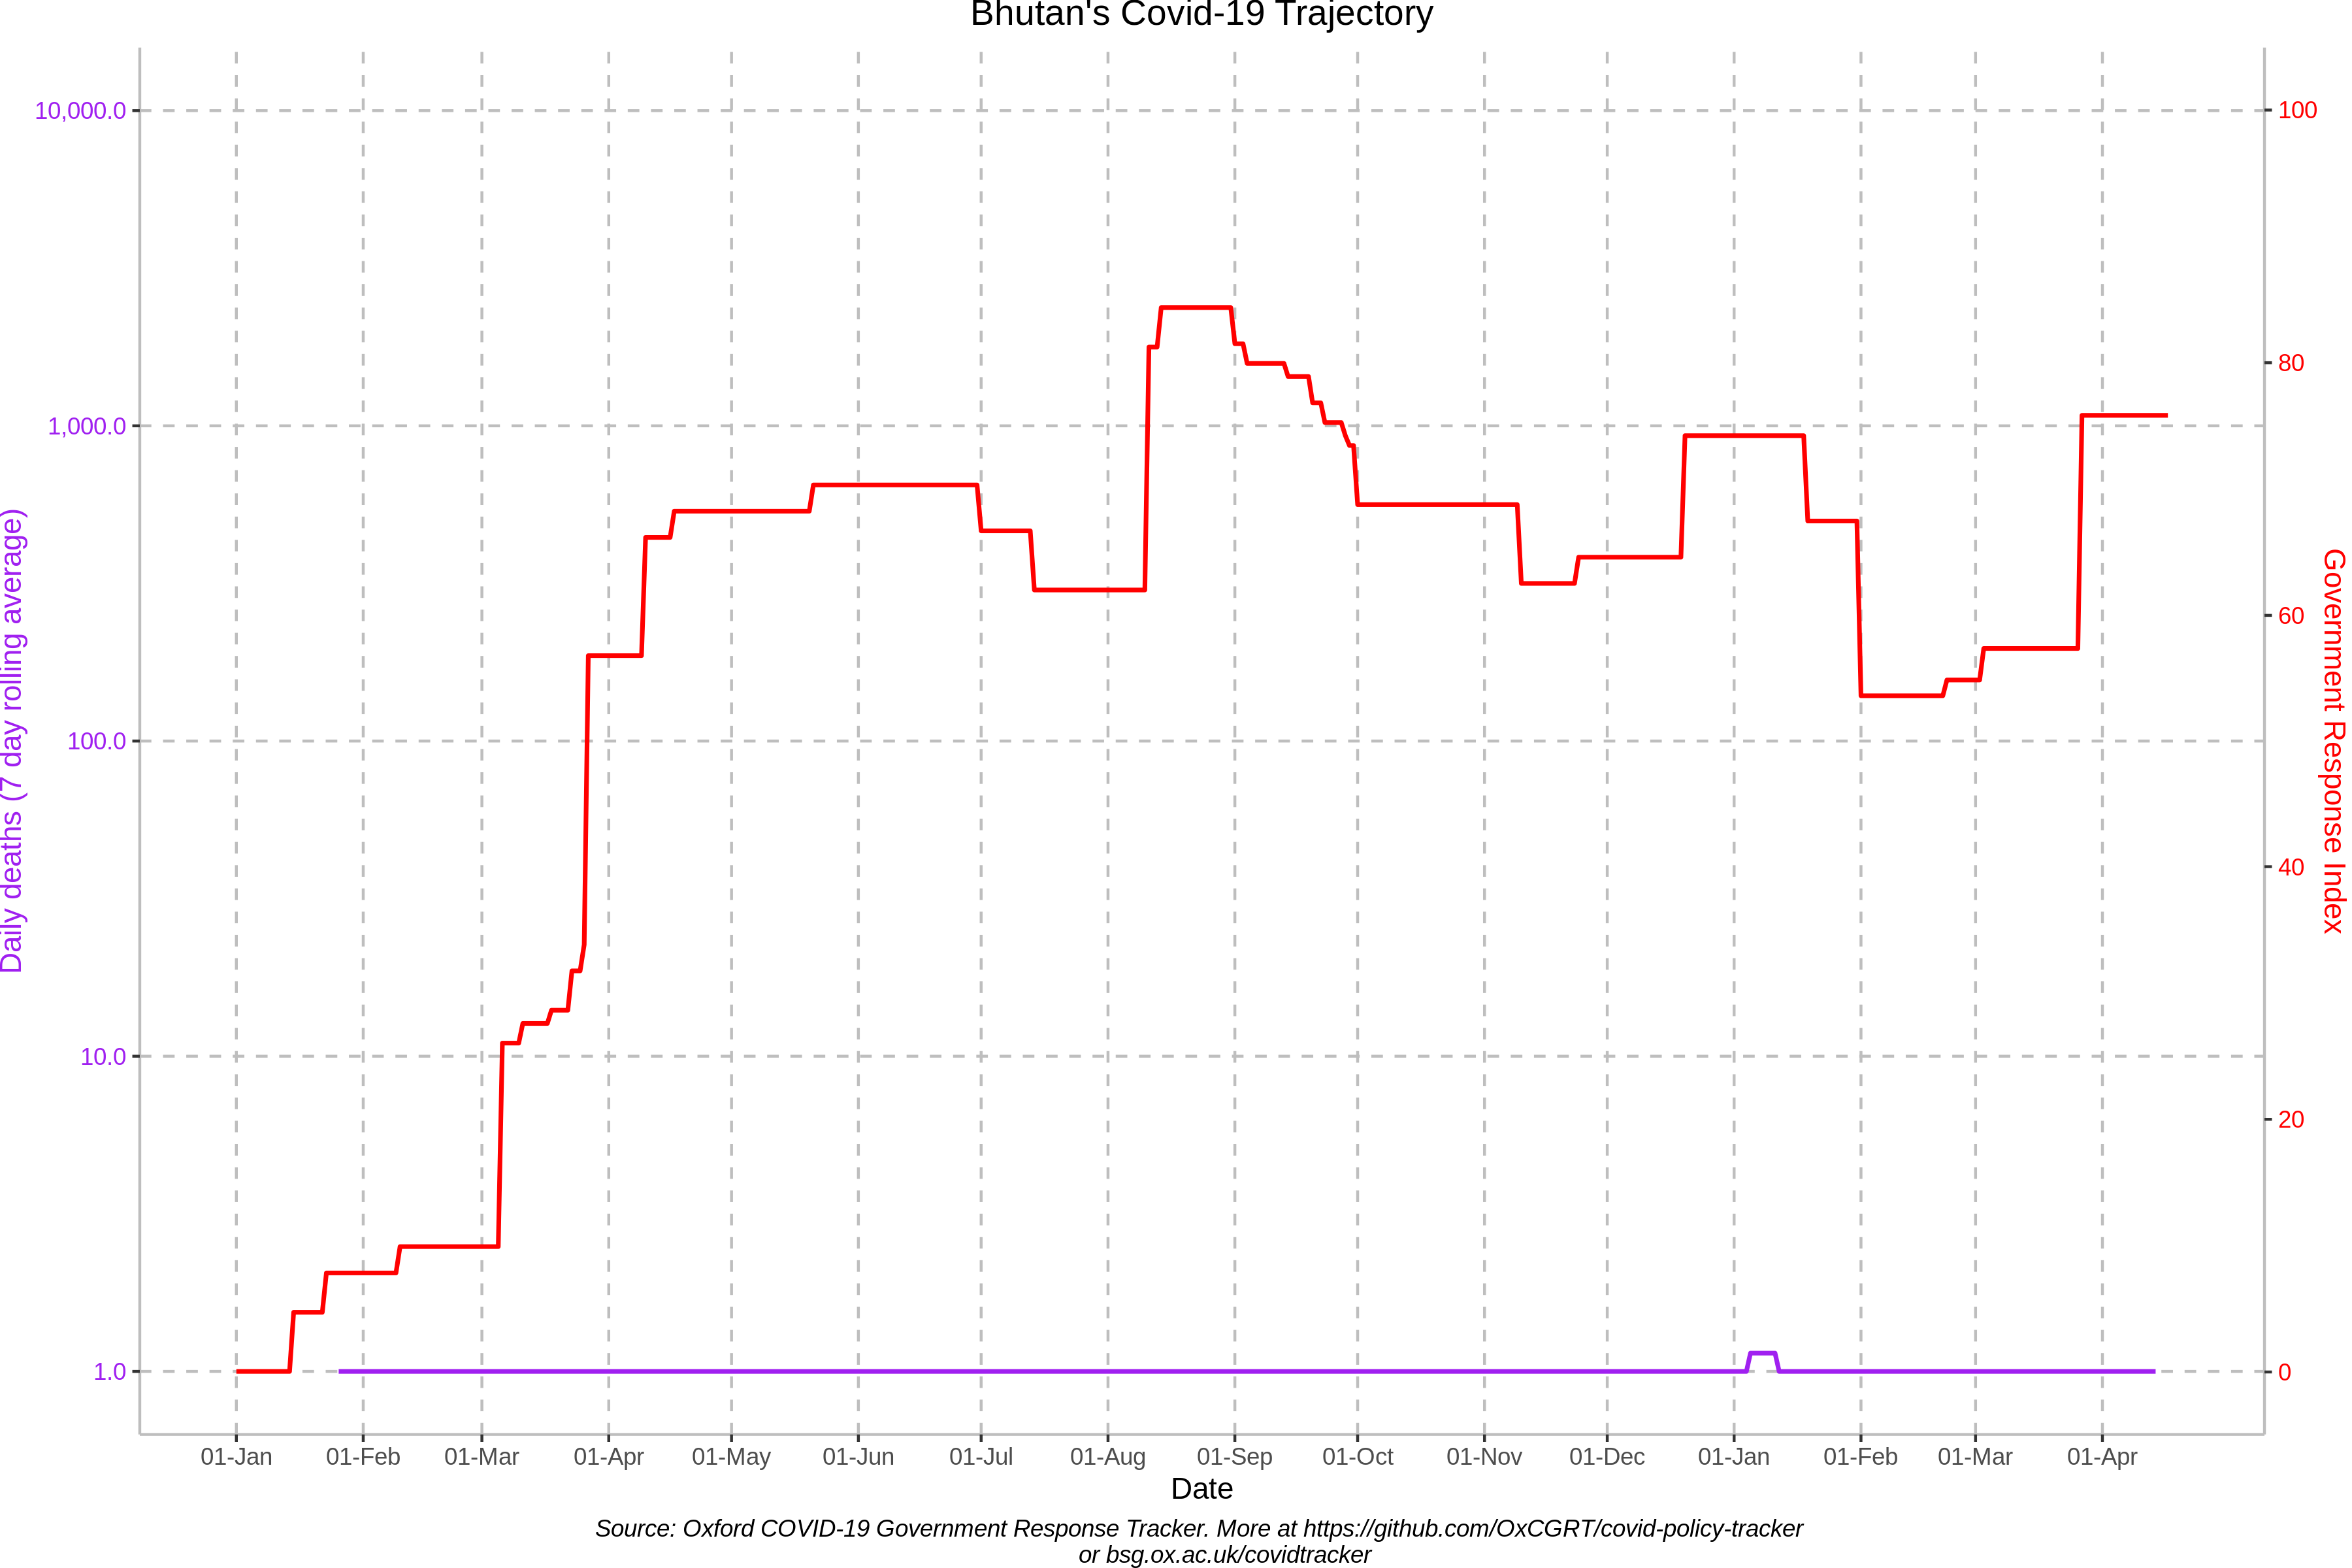 Bhutan's Covid-19 Trajectory
10,000.0
1,000.0
100.0
10.0
1.0
Daily deaths (7 day rolling average)
100
80
60
40
20
0
Government Response Index
01-Jan 01-Feb 01-Mar 01-Apr 01-May 01-Jun 01-Jul 01-Aug 01-Sep 01-Oct 01-Nov 01-Dec 01-Jan 01-Feb 01-Mar 01-Apr
Date
Source: Oxford COVID-19 Government Response Tracker. More at https://github.com/OxCGRT/covid-policy-tracker
or bsg.ox.ac.uk/covidtracker